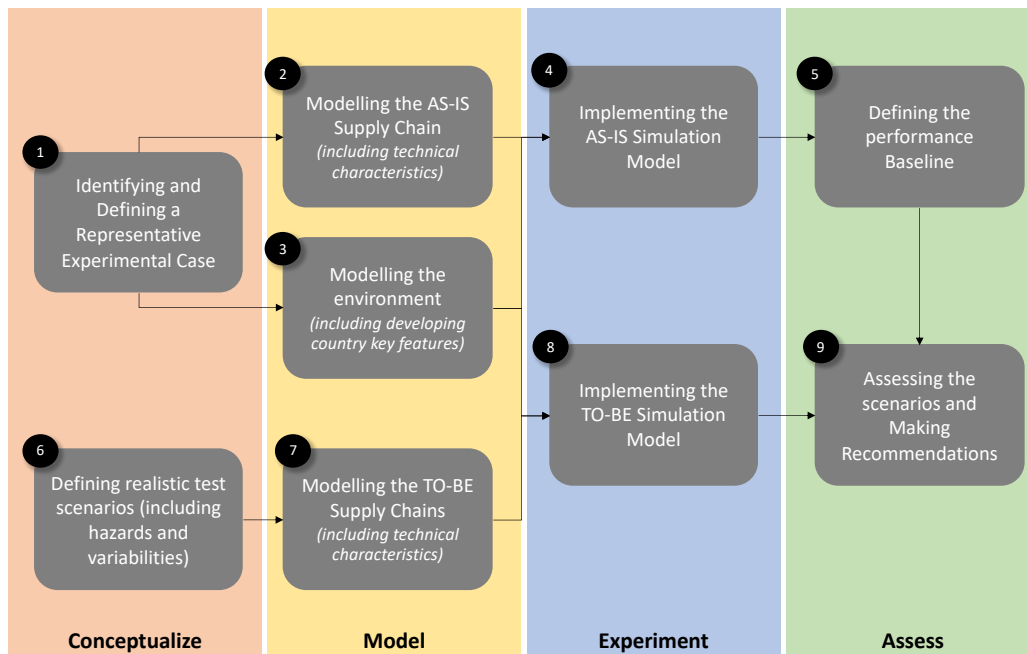 1
Identifying and
Defining a
Representative
Experimental Case
2
Modelling the AS-IS
Supply Chain
(including technical
characteristics)
3
Modelling the
environment
(including developing
country key features)
4
Implementing the
AS-IS Simulation
Model
5
Defining the
performance
Baseline
6
Defining realistic test
scenarios (including
hazards and
variabilities)
7
Modelling the TO-BE
Supply Chains
(including technical
characteristics)
8
Implementing the
TO-BE Simulation
Model
9
Assessing the
scenarios and
Making
Recommendations
Conceptualize
Model
Experiment
Assess